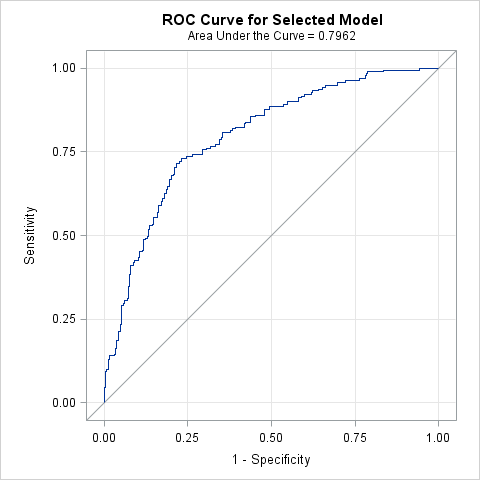 ROC Curve for Selected Model
Area Under the Curve = 0.7962
1.00
0.75
0.50
0.25
0.00
Sensitivity
0.00 0.25 0.50 0.75 1.00
1 - Specificity